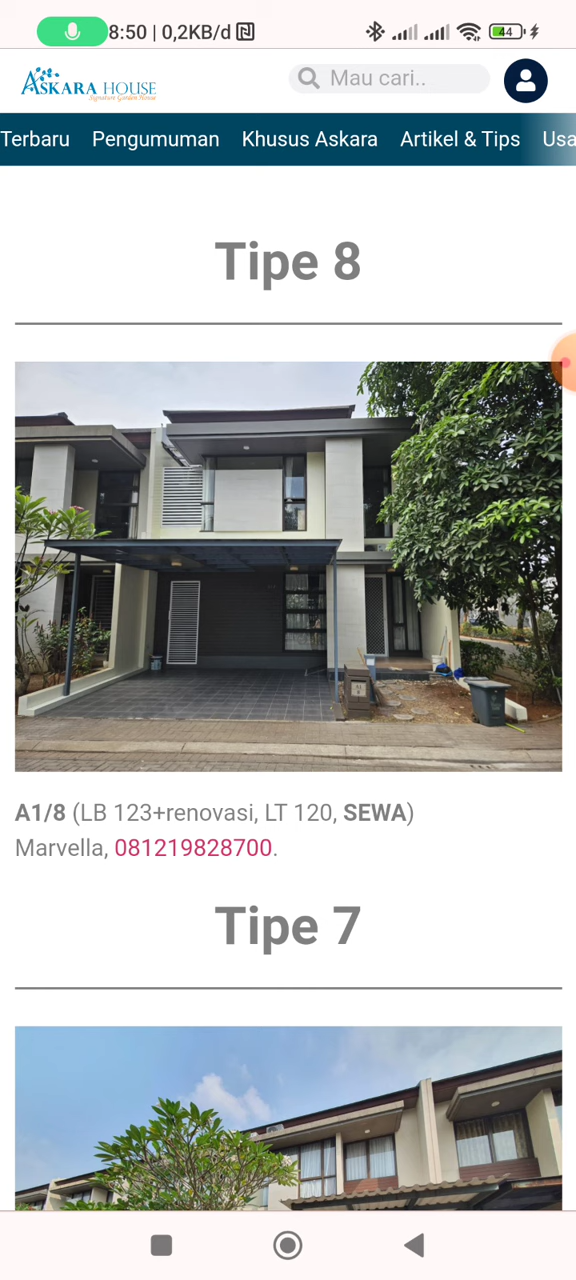 8:50 | 0,2KB/d
44
ASKARA HOUSE
Signature Garden House
Mau cari..
Terbaru Pengumuman Khusus Askara Artikel & Tips Usa
Tipe 8
A1/8 (LB 123+renovasi, LT 120, SEWA)
Marvella, 081219828700.
Tipe 7